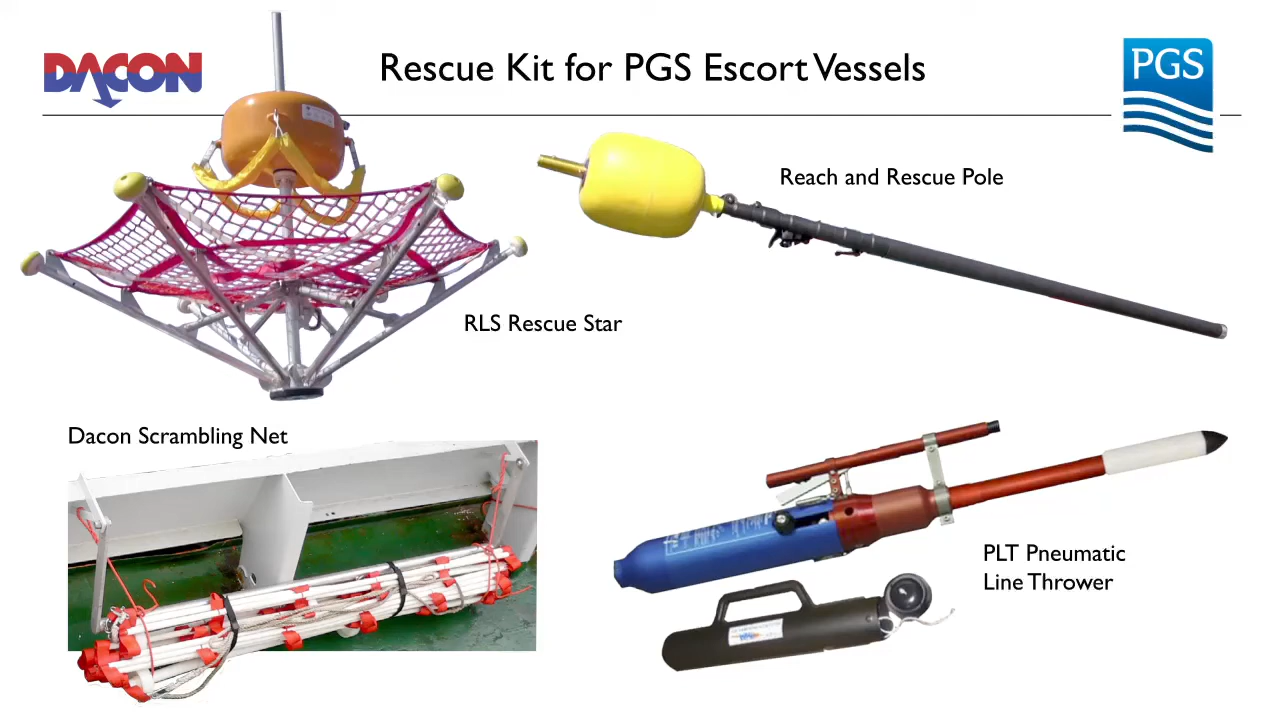 DACON
Rescue Kit for PGS Escort Vessels
PGS
Reach and Rescue Pole
RLS Rescue Star
Dacon Scrambling Net
PLT Pneumatic
Line Thrower